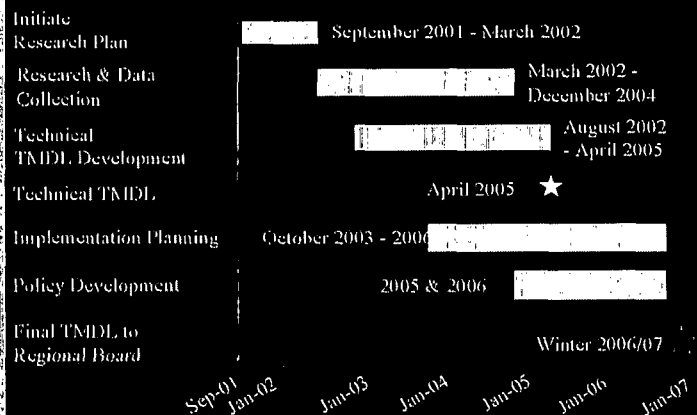 Initiate
Research Plan
September 2001 - March 2002
Research & Data
Collection
March 2002 -
December 2004
Technical
TMDL Development
August 2002
- April 2005
Technical TMDL
April 2005
Implementation Planning
October 2003 - 2006
Policy Development
2005 & 2006
Final TMDL to
Regional Board
Winter 2006/07
Sep-01
Jan-02
Jan-03
Jan-04
Jan-05
Jan-06
Jan-07